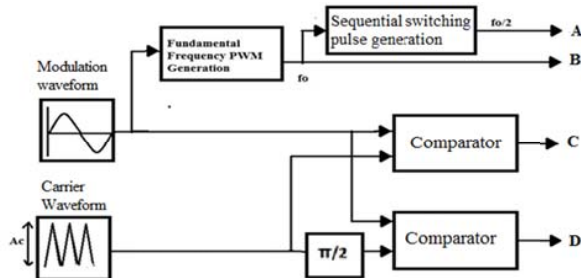 Sequential switching
pulse generation
fo/2
A
Fundamental
Frequency PWM
Generation
B
fo
Modulation
waveform
Comparator
C
Carrier
Waveform
Ac
π/2
Comparator
D